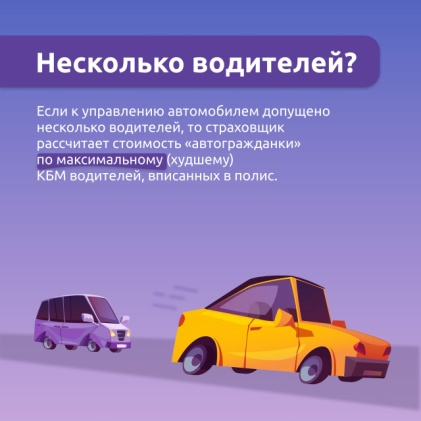 Несколько водителей?
Если к управлению автомобилем допущено
несколько водителей, то страховщик
рассчитает стоимость «автогражданки»
по максимальному (худшему)
КБМ водителей, вписанных в полис.